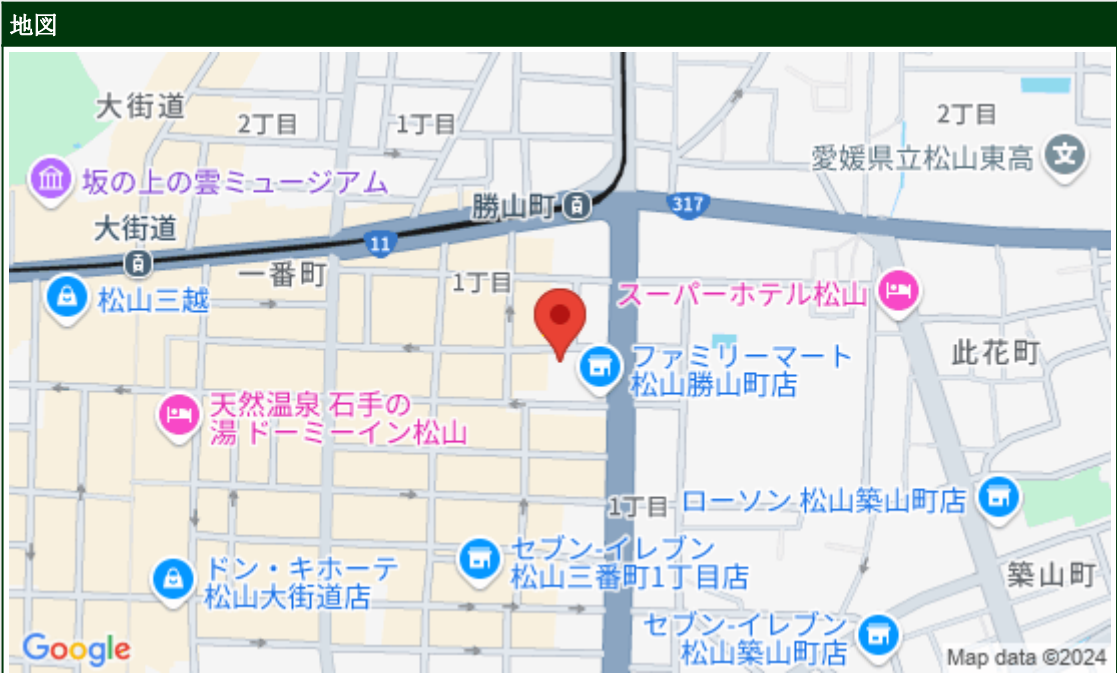 地図
大街道
2丁目
1丁目
2丁目
愛媛県立松山東高
坂の上の雲ミュージアム
勝山町
317
大街道
11
一番町
1丁目
松山三越
スーパーホテル松山
ファミリーマート
松山勝山町店
此花町
天然温泉 石手の
湯 ドーミーイン松山
1丁目
ローソン 松山築山町店
セブン-イレブン
松山三番町1丁目店
ドン・キホーテ
松山大街道店
築山町
セブン-イレブン
松山築山町店
Google
Map data ©2024